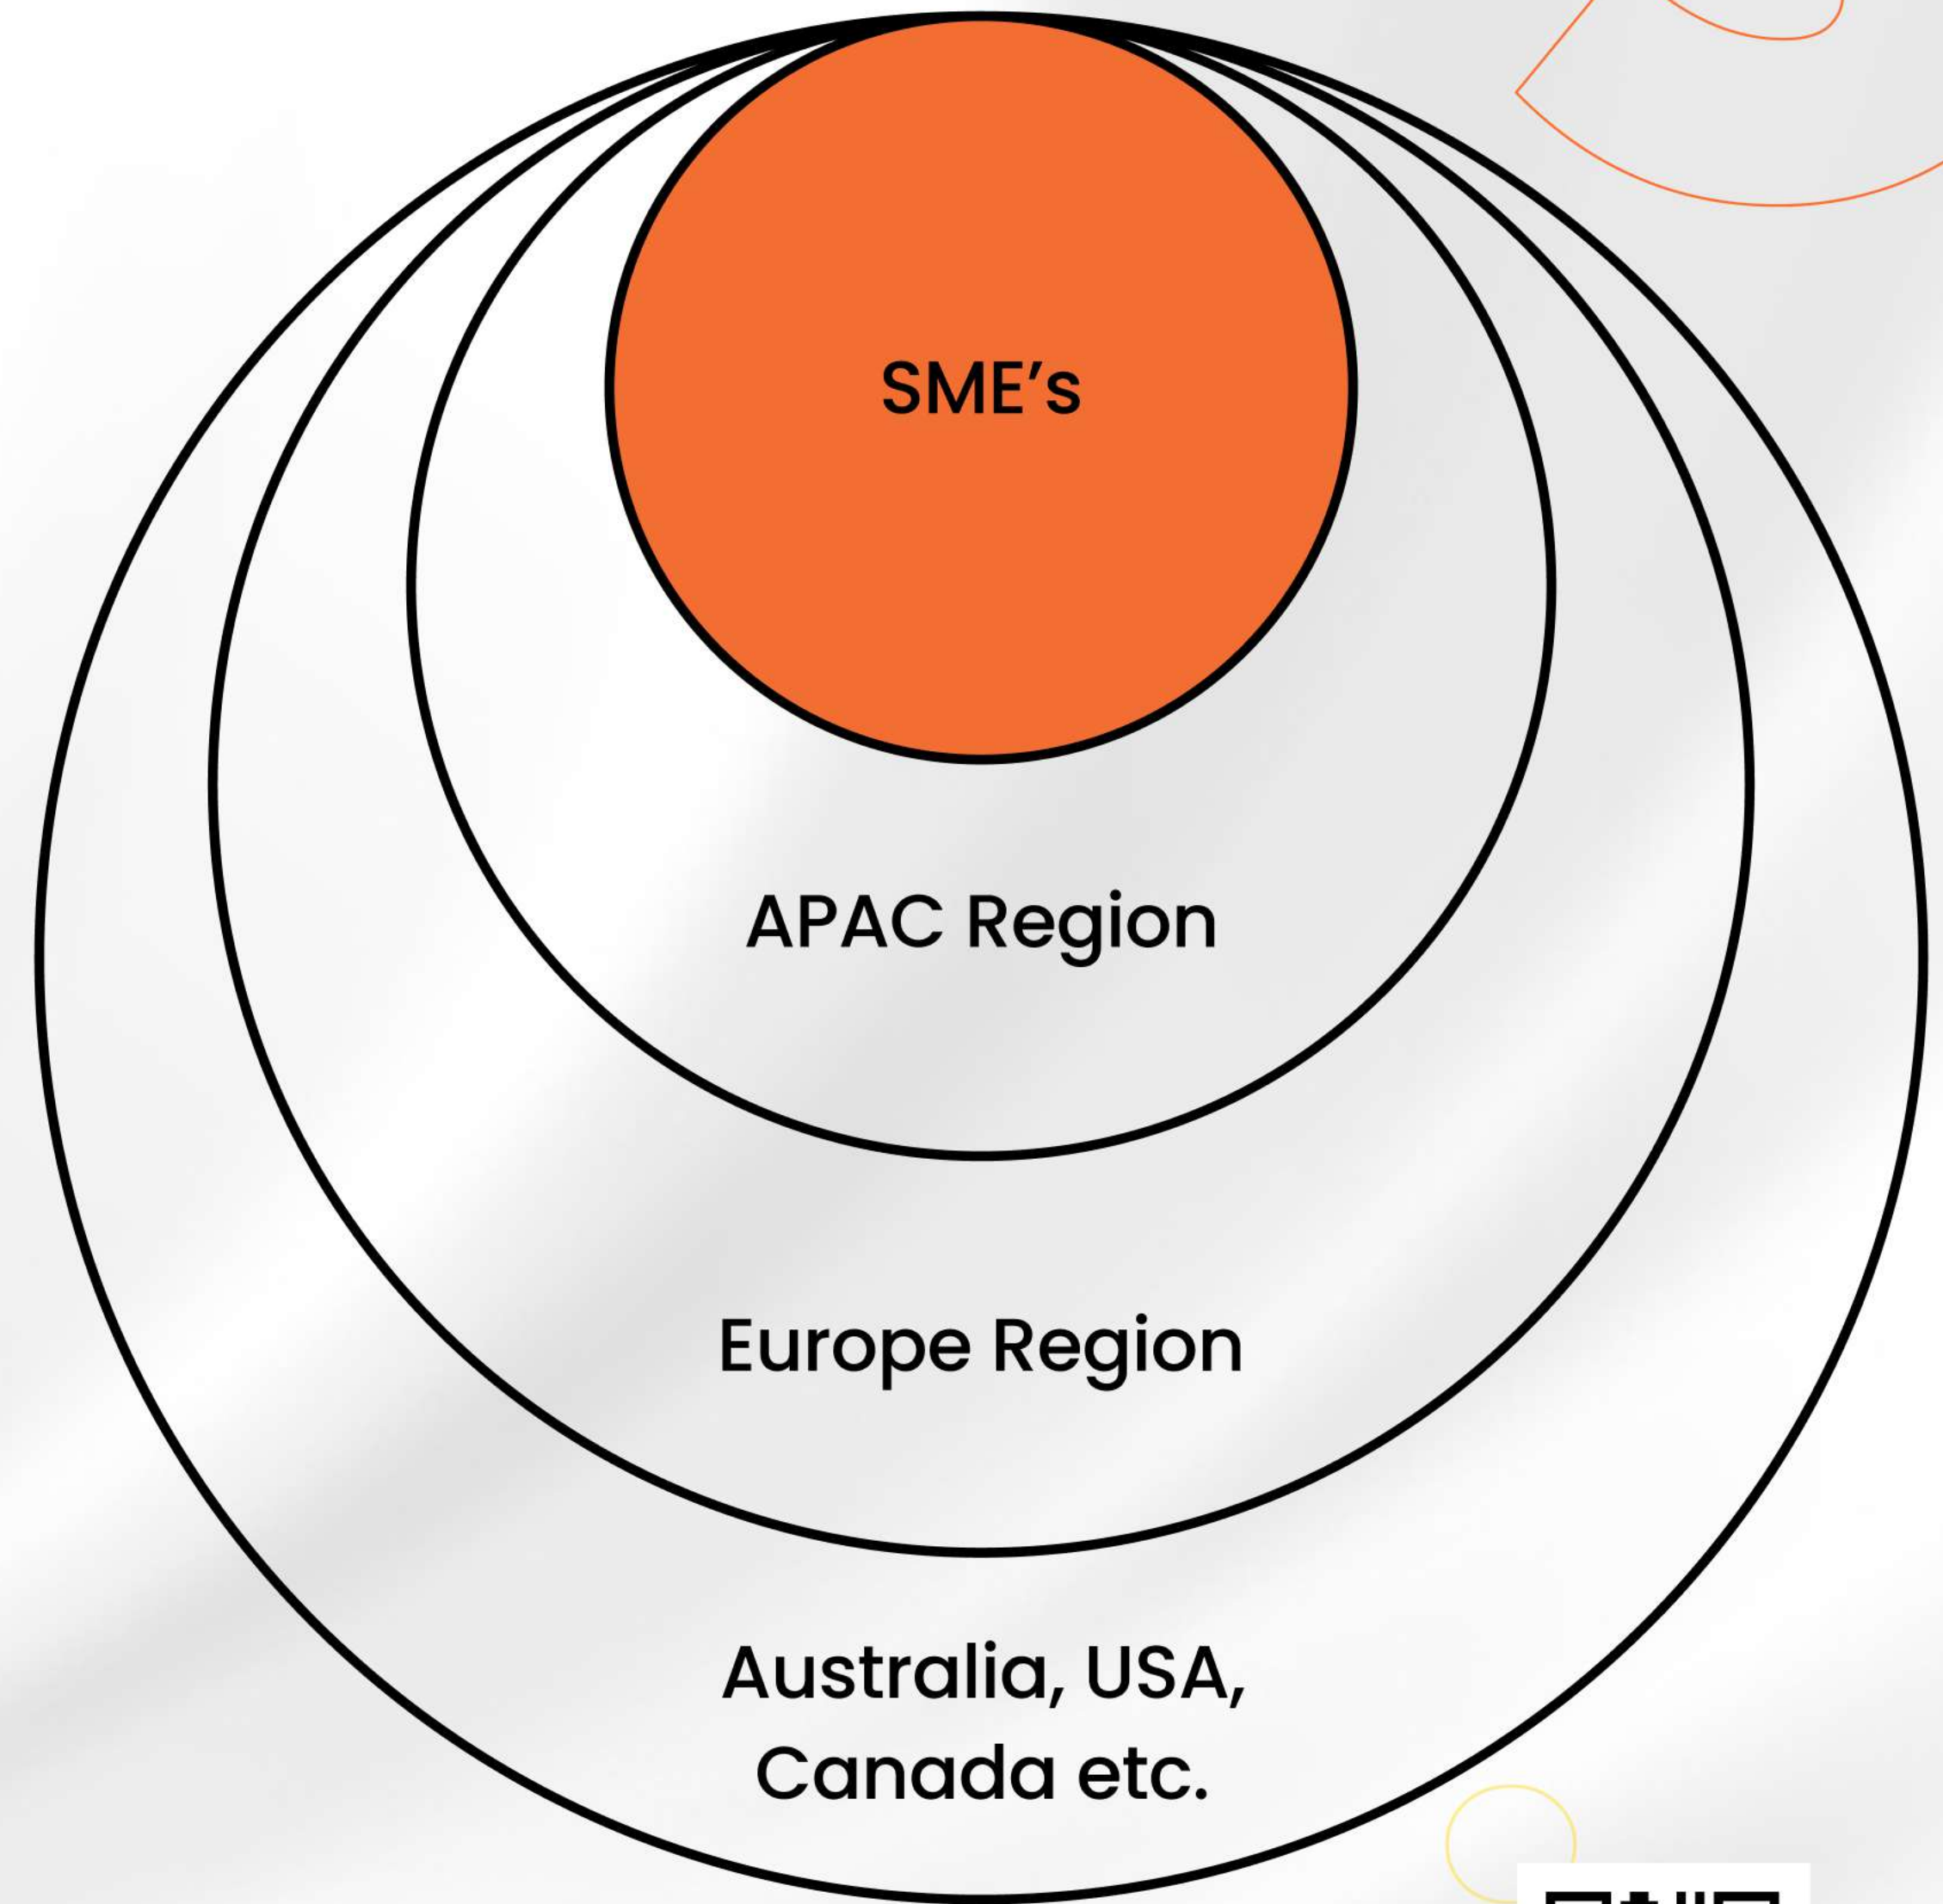 SME’s
APAC Region
Europe Region
Australia, USA,
Canada etc.